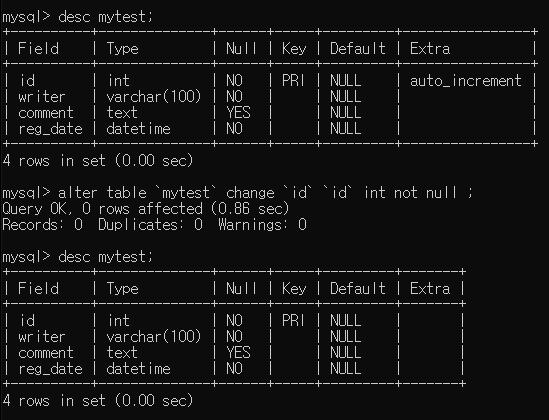 mysql> desc mytest;
+----------+--------------+------+-----+---------+----------------+
| Field    | Type         | Null | Key | Default | Extra          |
+----------+--------------+------+-----+---------+----------------+
| id       | int          | NO   | PRI | NULL    | auto_increment |
| writer   | varchar(100) | NO   |     | NULL    |                |
| comment  | text         | YES  |     | NULL    |                |
| reg_date | datetime     | NO   |     | NULL    |                |
+----------+--------------+------+-----+---------+----------------+
4 rows in set (0.00 sec)
mysql> alter table `mytest` change `id` `id` int not null ;
Query OK, 0 rows affected (0.86 sec)
Records: 0  Duplicates: 0  Warnings: 0
mysql> desc mytest;
+----------+--------------+------+-----+---------+-------+
| Field    | Type         | Null | Key | Default | Extra |
+----------+--------------+------+-----+---------+-------+
| id       | int          | NO   | PRI | NULL    |       |
| writer   | varchar(100) | NO   |     | NULL    |       |
| comment  | text         | YES  |     | NULL    |       |
| reg_date | datetime     | NO   |     | NULL    |       |
+----------+--------------+------+-----+---------+-------+
4 rows in set (0.00 sec)